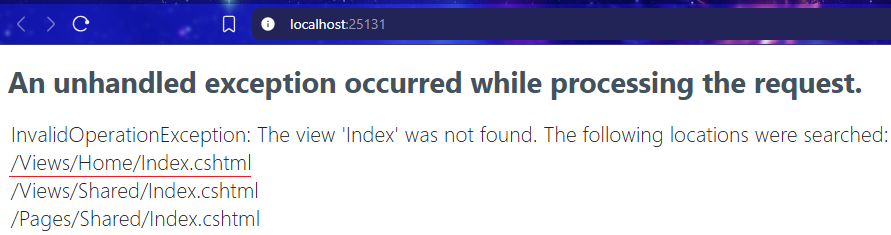 localhost:25131
An unhandled exception occurred while processing the request.
InvalidOperationException: The view 'Index' was not found. The following locations were searched:
/Views/Home/Index.cshtml
/Views/Shared/Index.cshtml
/Pages/Shared/Index.cshtml